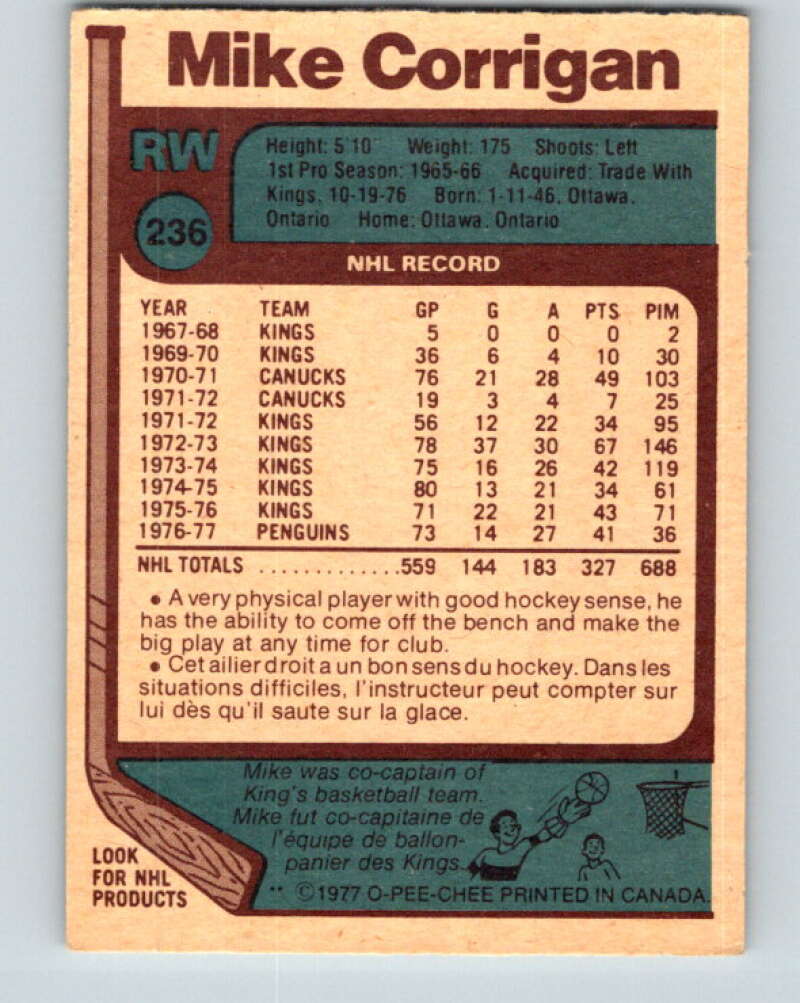 Mike Corrigan
RW
236
Height: 5'10 Weight: 175 Shoots: Left
1st Pro Season: 1965-66 Acquired: Trade With
Kings, 10-19-76 Born: 1-11-46, Ottawa,
Ontario Home: Ottawa, Ontario
NHL RECORD
YEAR TEAM GP G A PTS PIM
1967-68 KINGS 5 0 0 0 2
1969-70 KINGS 36 6 4 10 30
1970-71 CANUCKS 76 21 28 49 103
1971-72 CANUCKS 19 3 4 7 25
1971-72 KINGS 56 12 22 34 95
1972-73 KINGS 78 37 30 67 146
1973-74 KINGS 75 16 26 42 119
1974-75 KINGS 80 13 21 34 61
1975-76 KINGS 71 22 21 43 71
1976-77 PENGUINS 73 14 27 41 36
NHL TOTALS .............559 144 183 327 688
• A very physical player with good hockey sense, he
has the ability to come off the bench and make the
big play at any time for club.
• Cet ailier droit a un bon sens du hockey. Dans les
situations difficiles, l'instructeur peut compter sur
lui dès qu'il saute sur la glace.
Mike was co-captain of
King's basketball team.
Mike fut co-capitaine de
l'équipe de ballon-
panier des Kings.
LOOK
FOR NHL
PRODUCTS
** ©1977 O-PEE-CHEE PRINTED IN CANADA.